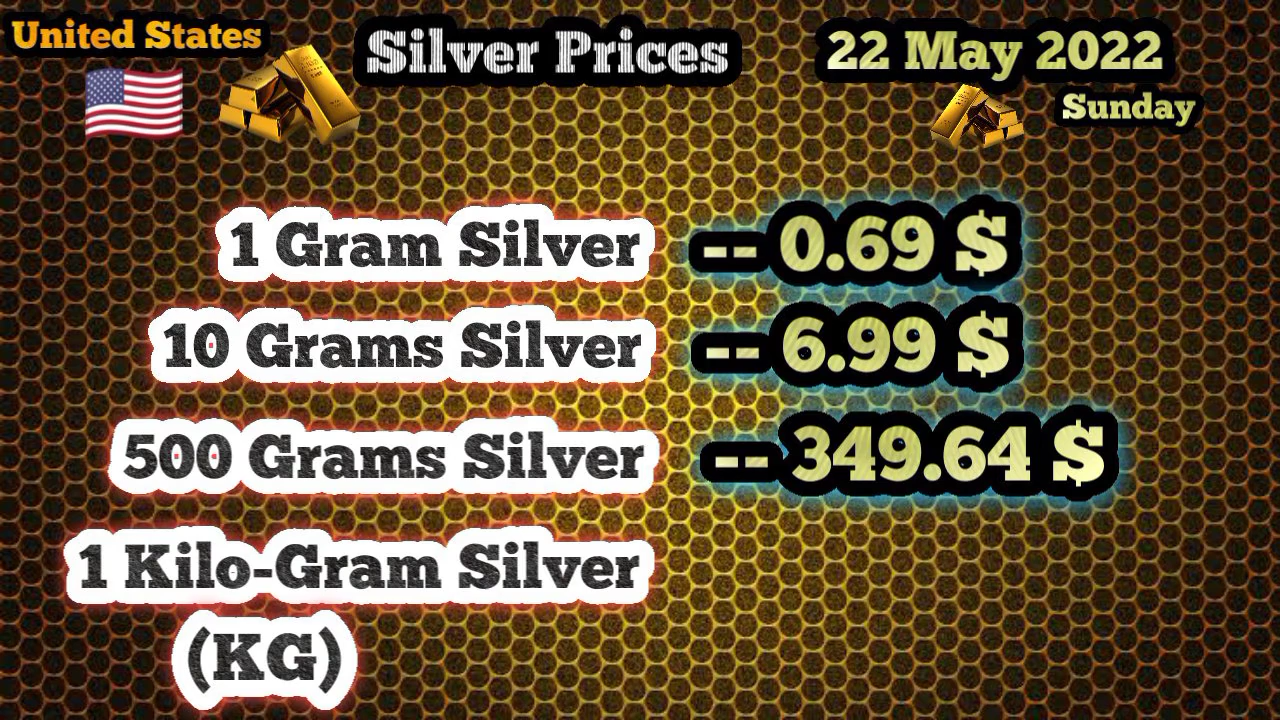 United States
Silver Prices
22 May 2022
Sunday
1 Gram Silver -- 0.69 $
10 Grams Silver -- 6.99 $
500 Grams Silver -- 349.64 $
1 Kilo-Gram Silver
(KG)